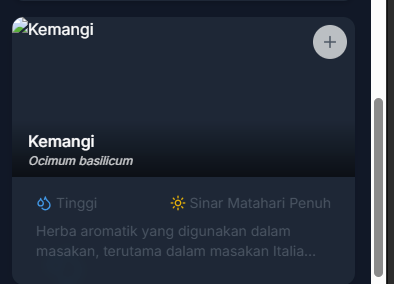 Kemangi
Kemangi
Ocimum basilicum
Tinggi
Sinar Matahari Penuh
Herba aromatik yang digunakan dalam
masakan, terutama dalam masakan Italia...